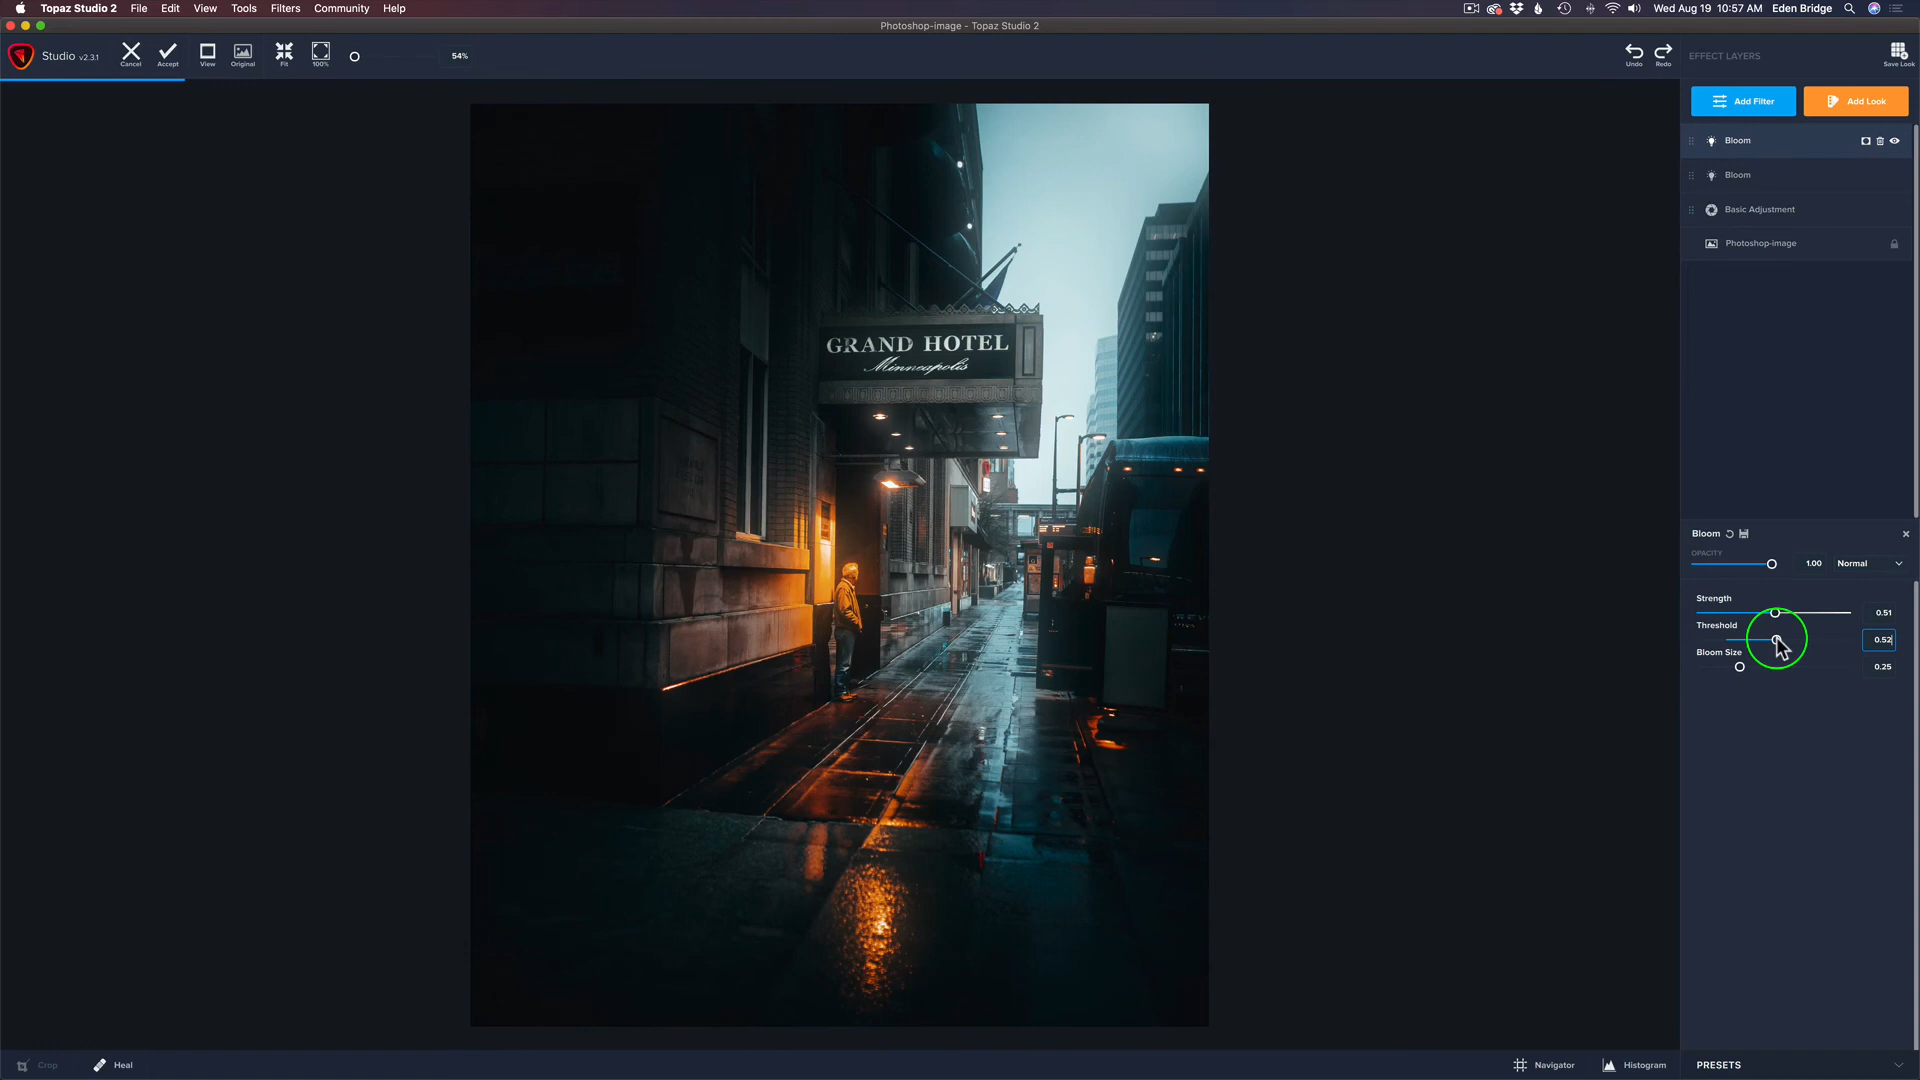 Topaz Studio 2 File Edit View Tools Filters Community Help
Wed Aug 19 10:57 AM Eden Bridge
Photoshop-image - Topaz Studio 2
Studio v2.3.1
Cancel
Accept
View
Original
Fit
100%
54%
Undo
Redo
EFFECT LAYERS
Save Look
Add Filter
Add Look
Bloom
Bloom
Basic Adjustment
Photoshop-image
GRAND HOTEL
Minneapolis
Bloom
OPACITY
1.00 Normal
Strength
0.51
Threshold
0.52
Bloom Size
0.25
Crop
Heal
Navigator
Histogram
PRESETS